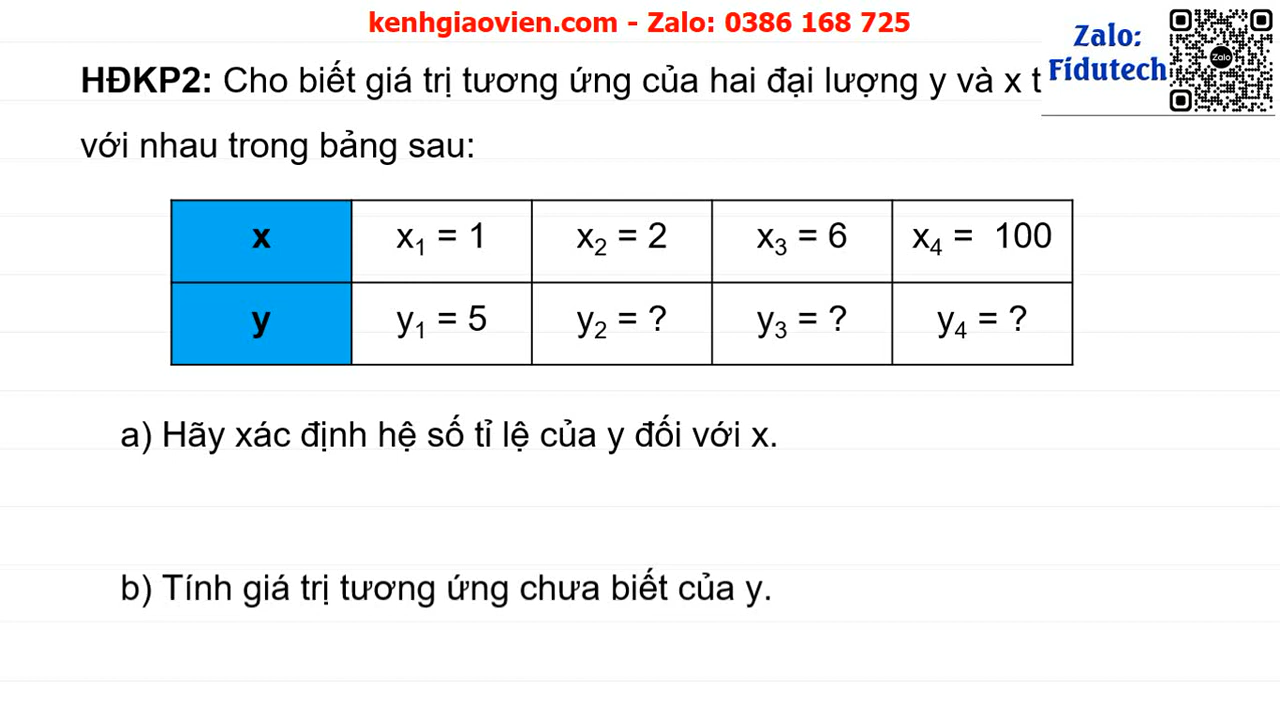 kenhgiaovien.com - Zalo: 0386 168 725
Zalo:
Fidutech
Zalo
HĐKP2: Cho biết giá trị tương ứng của hai đại lượng y và x t
với nhau trong bảng sau:
x x₁ = 1 x₂ = 2 x₃ = 6 x₄ = 100
y y₁ = 5 y₂ = ? y₃ = ? y₄ = ?
a) Hãy xác định hệ số tỉ lệ của y đối với x.
b) Tính giá trị tương ứng chưa biết của y.